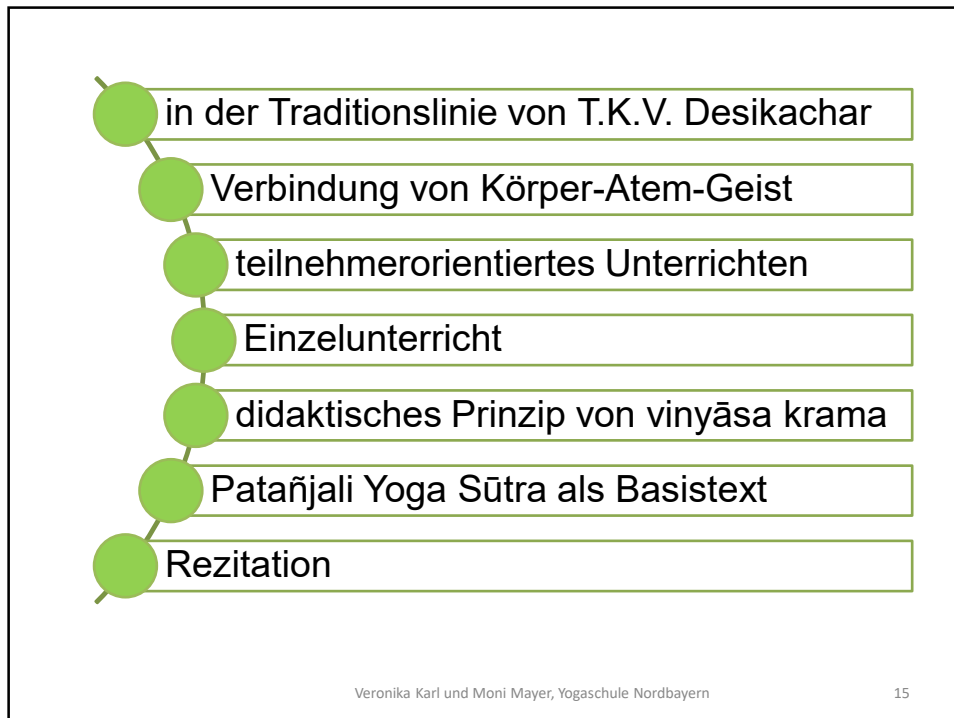 in der Traditionslinie von T.K.V. Desikachar
Verbindung von Körper-Atem-Geist
teilnehmerorientiertes Unterrichten
Einzelunterricht
didaktisches Prinzip von vinyāsa krama
Patañjali Yoga Sūtra als Basistext
Rezitation
Veronika Karl und Moni Mayer, Yogaschule Nordbayern 15